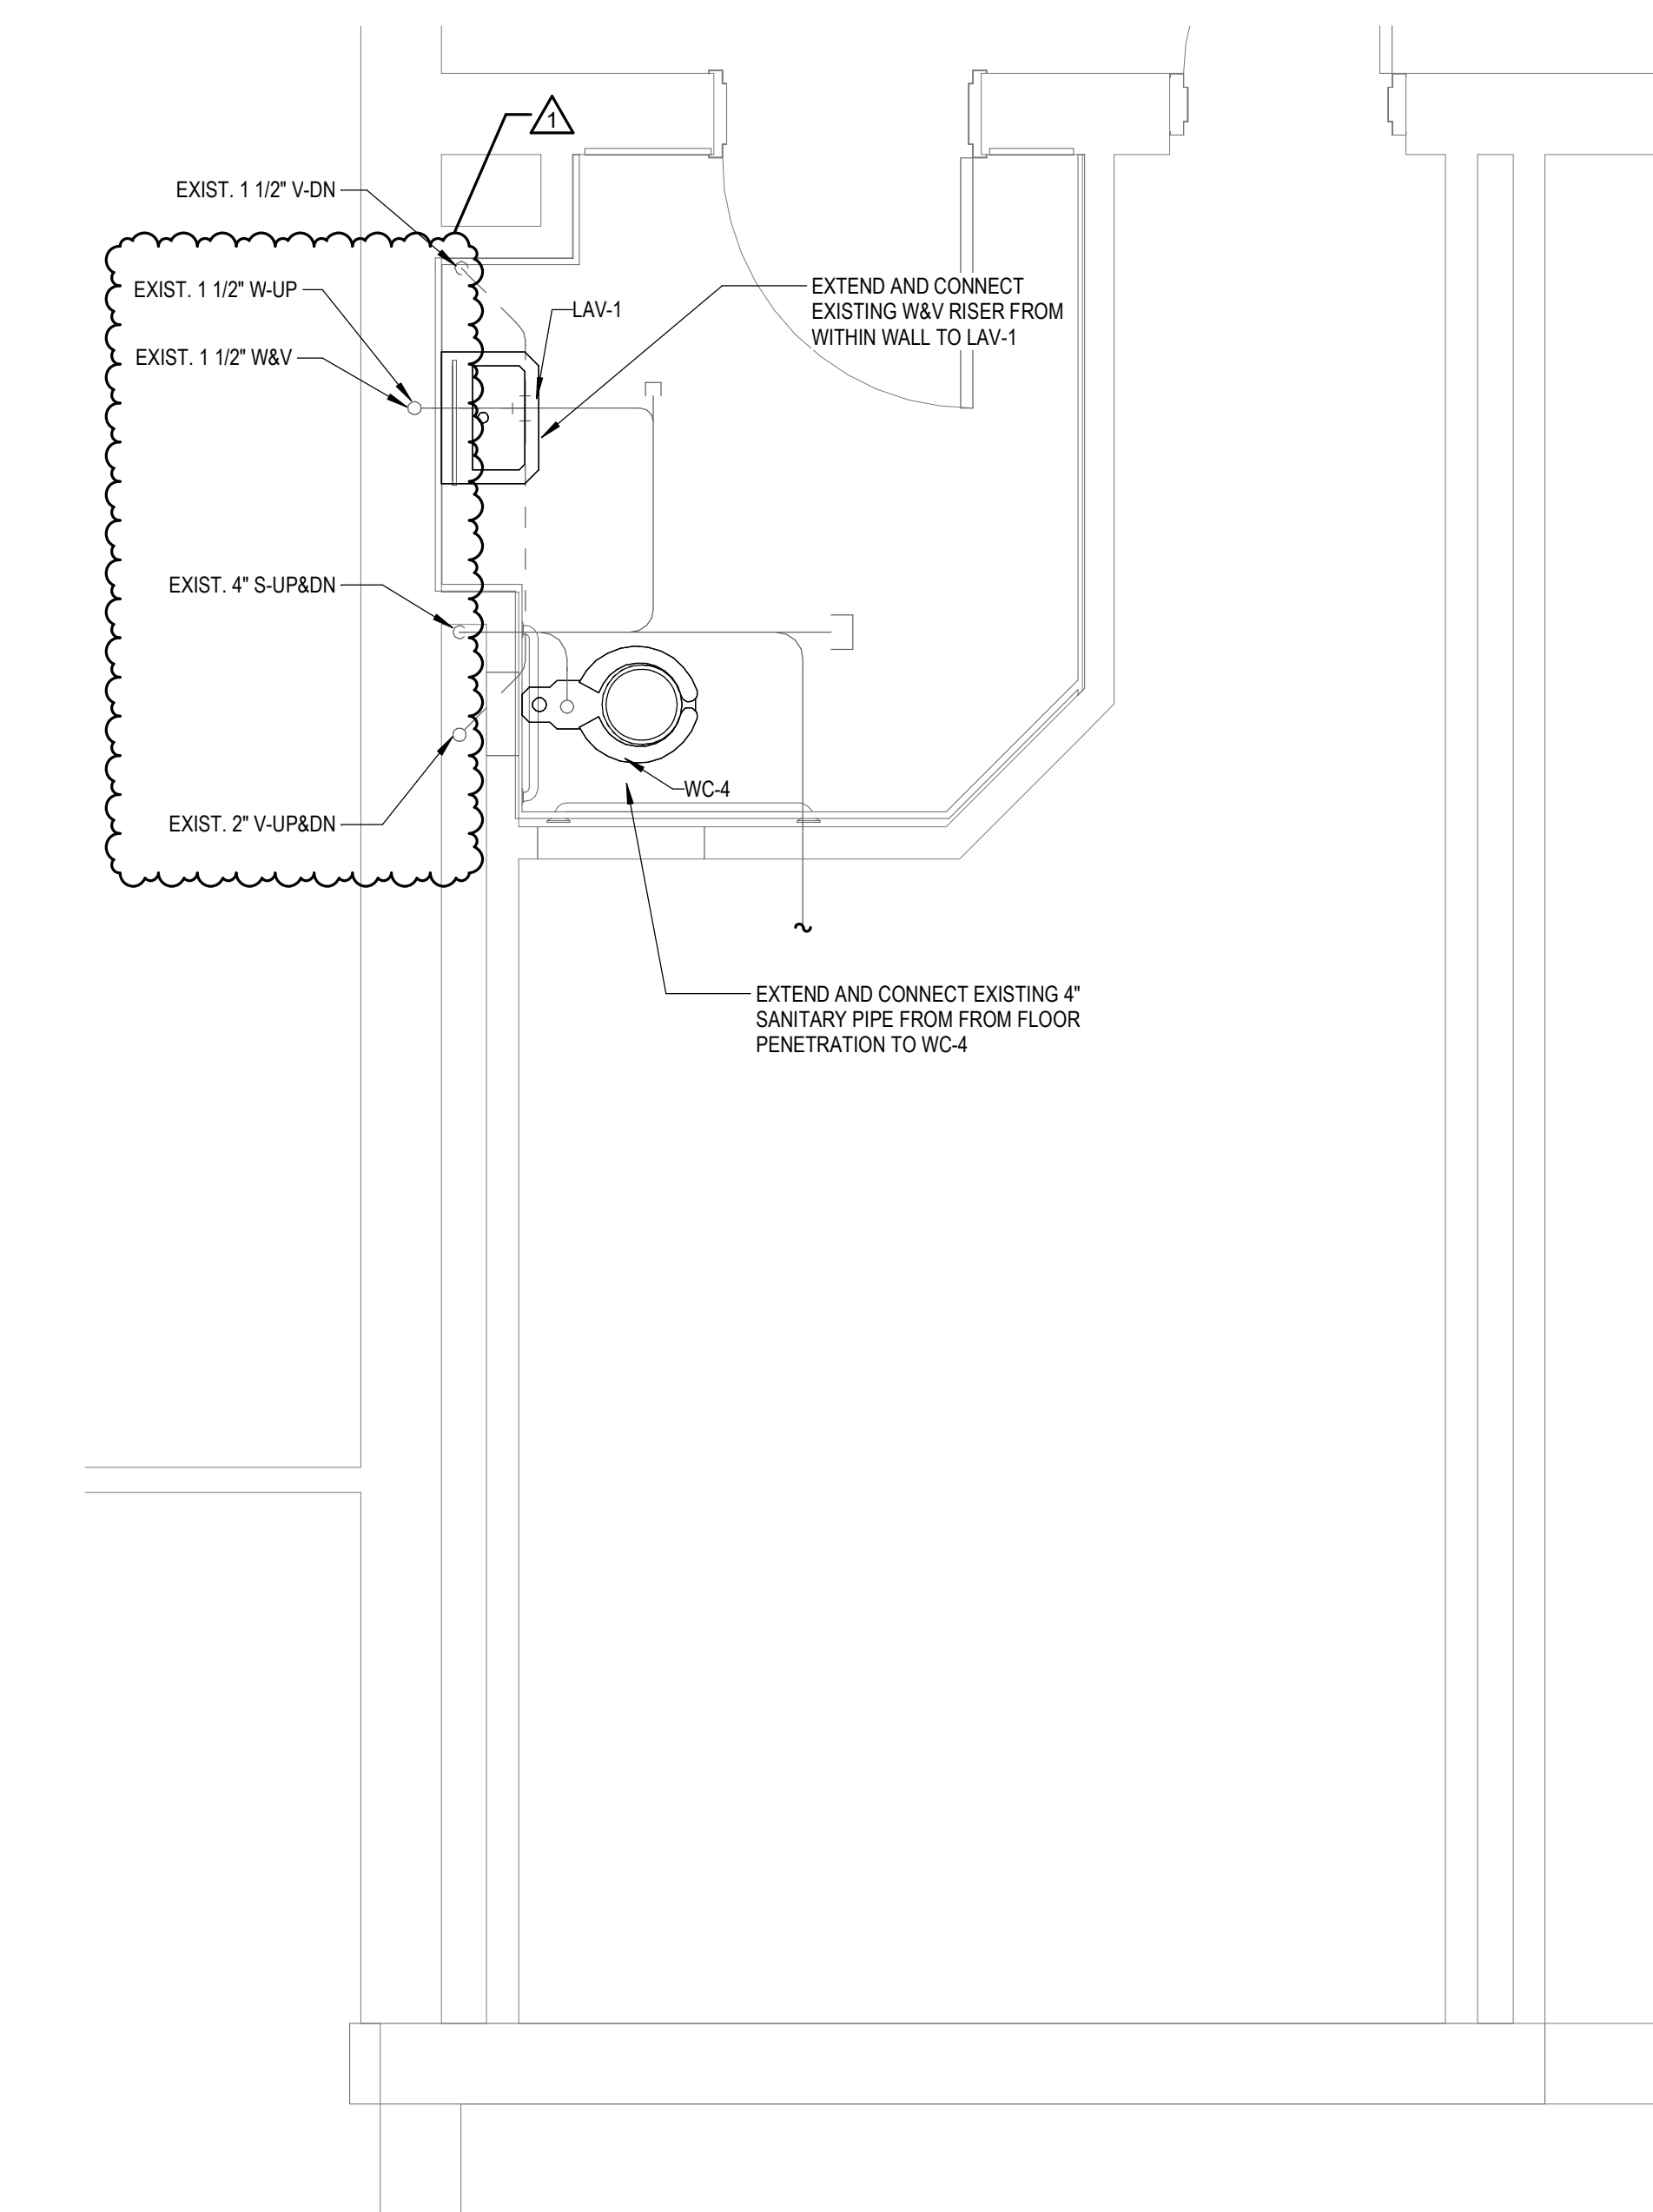 1
EXIST. 1 1/2" V-DN
EXIST. 1 1/2" W-UP
EXIST. 1 1/2" W&V
LAV-1
EXTEND AND CONNECT
EXISTING W&V RISER FROM
WITHIN WALL TO LAV-1
EXIST. 4" S-UP&DN
WC-4
EXIST. 2" V-UP&DN
EXTEND AND CONNECT EXISTING 4"
SANITARY PIPE FROM FROM FLOOR
PENETRATION TO WC-4